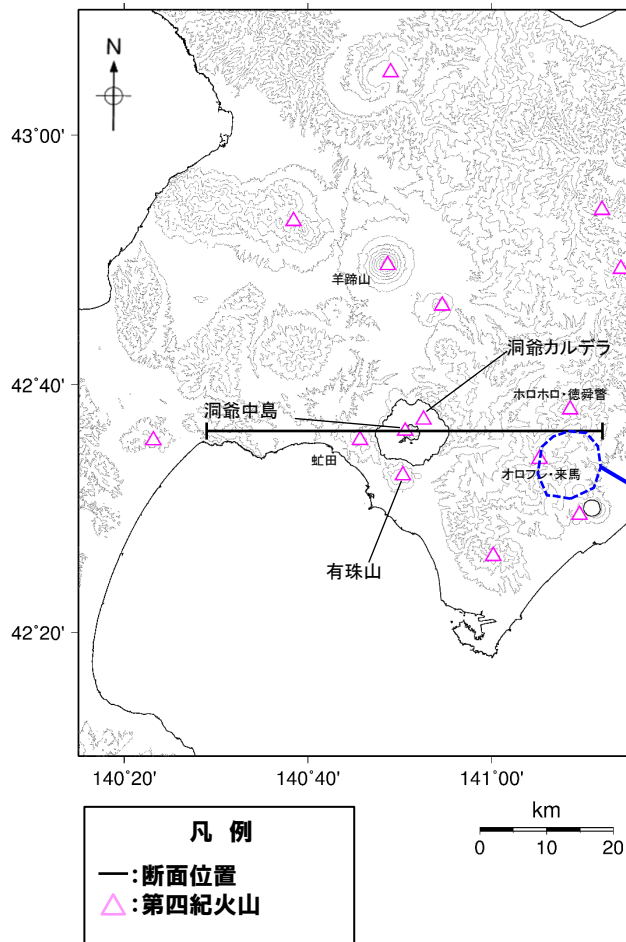 N
43°00'
羊蹄山
洞爺カルデラ
42°40'
ホロホロ・徳舜瞥
洞爺中島
虻田
オロフレ・来馬
有珠山
42°20'
140°20'
140°40'
141°00'
km
0 10 20
凡 例
―:断面位置
△:第四紀火山